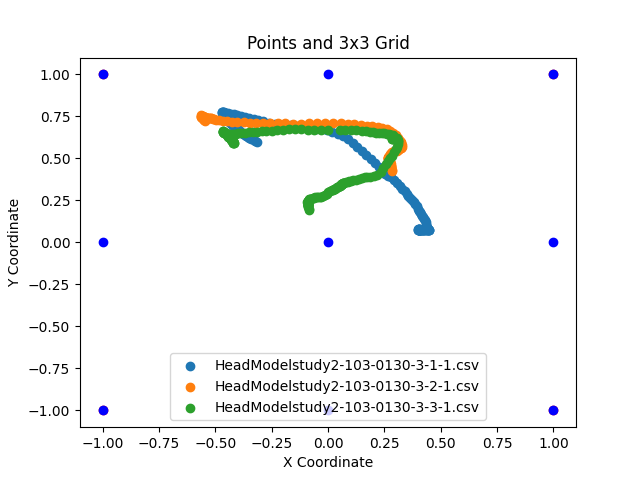 Points and 3x3 Grid
1.00
0.75
0.50
0.25
0.00
−0.25
−0.50
−0.75
−1.00
Y Coordinate
HeadModelstudy2-103-0130-3-1-1.csv
HeadModelstudy2-103-0130-3-2-1.csv
HeadModelstudy2-103-0130-3-3-1.csv
−1.00 −0.75 −0.50 −0.25 0.00 0.25 0.50 0.75 1.00
X Coordinate